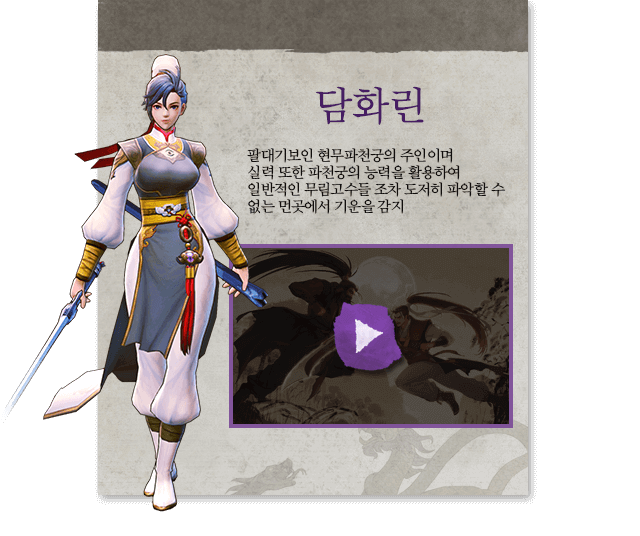 담화린
팔대기보인 현무파천궁의 주인이며
실력 또한 파천궁의 능력을 활용하여
일반적인 무림고수들 조차 도저히 파악할 수
없는 먼곳에서 기운을 감지